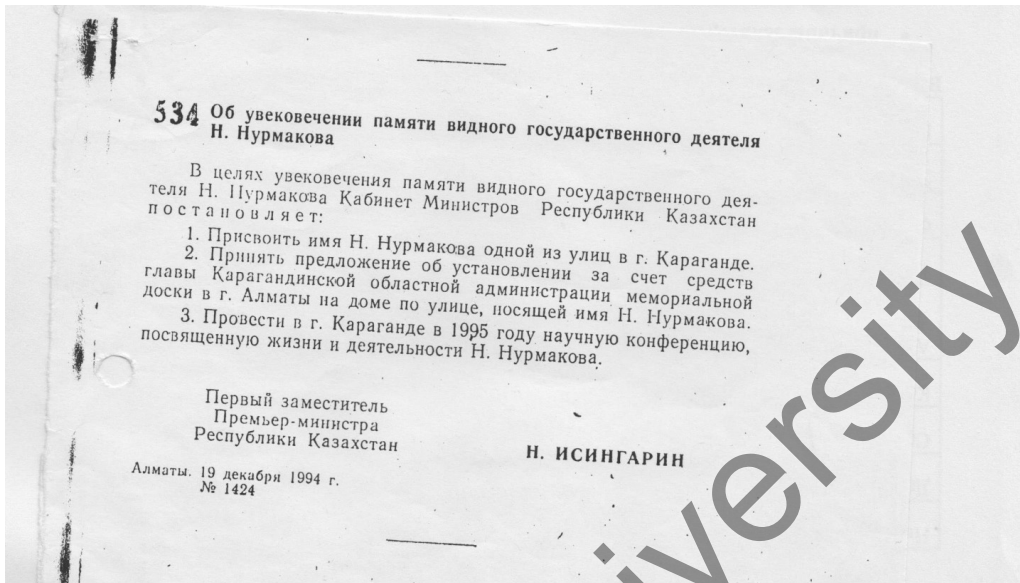 534 Об увековечении памяти видного государственного деятеля
Н. Нурмакова
В целях увековечения памяти видного государственного дея-
теля Н. Нурмакова Кабинет Министров Республики Казахстан
постановляет:
1. Присвоить имя Н. Нурмакова одной из улиц в г. Караганде.
2. Принять предложение об установлении за счет средств
главы Карагандинской областной администрации мемориальной
доски в г. Алматы на доме по улице, носящей имя Н. Нурмакова.
3. Провести в г. Караганде в 1995 году научную конференцию,
посвященную жизни и деятельности Н. Нурмакова.
Первый заместитель
Премьер-министра
Республики Казахстан
Н. ИСИНГАРИН
Алматы. 19 декабря 1994 г.
№ 1424
iversity